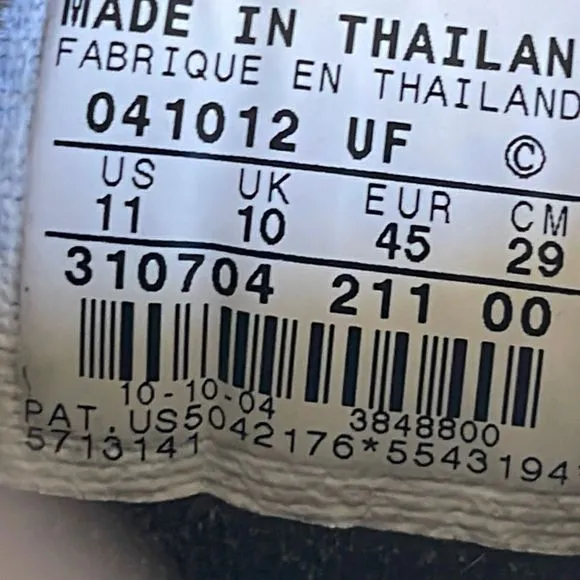 MADE IN THAILAN
FABRIQUE EN THAILAND
041012 UF ©
US UK EUR CM
11 10 45 29
310704 211 00
10-10-04 3848800
PAT.US5042176*5543194*
5713141